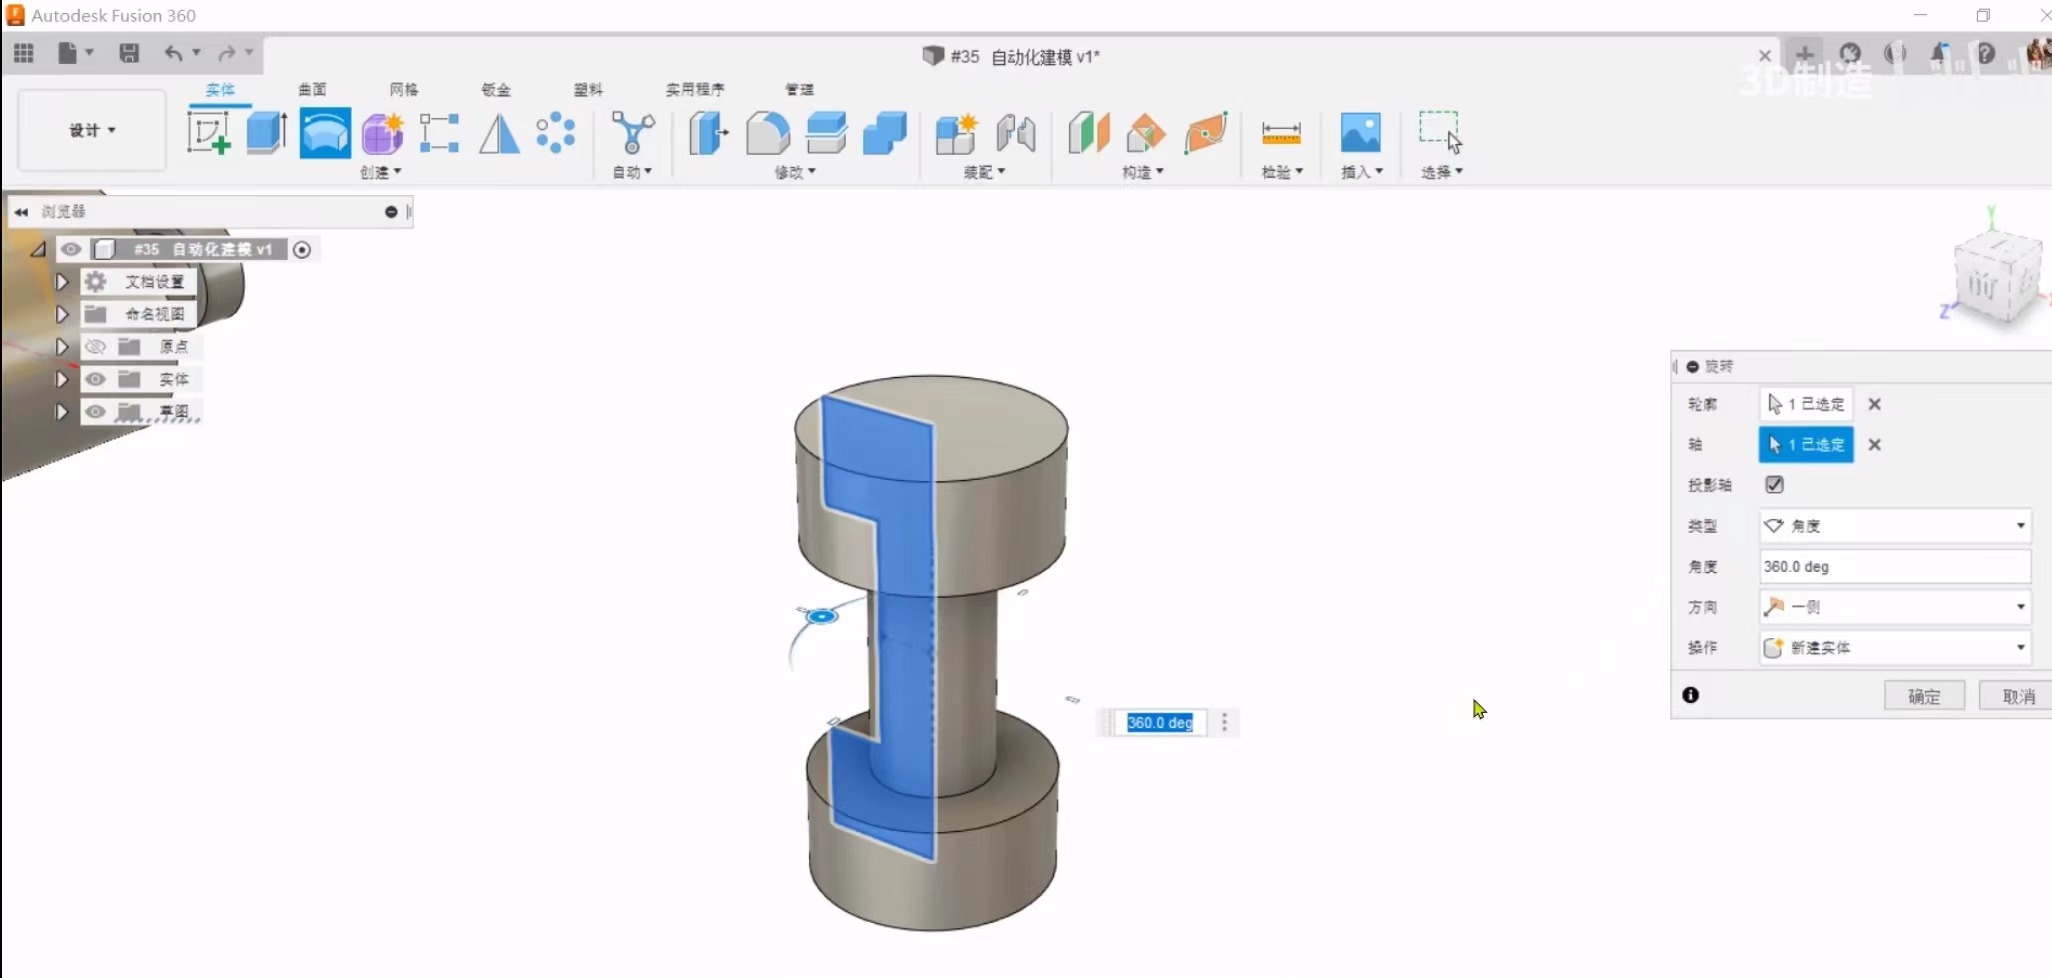 Autodesk Fusion 360
#35 自动化建模 v1*
3D制造
实体 曲面 网格 钣金 塑料 实用程序 管理
设计
创建 自动 修改 装配 构造 检验 插入 选择
浏览器
#35 自动化建模 v1
文档设置
命名视图
原点
实体
草图
Y
前
Z
旋转
轮廓 1 已选定
轴 1 已选定
投影轴
类型 角度
角度 360.0 deg
方向 一侧
操作 新建实体
确定 取消
360.0 deg